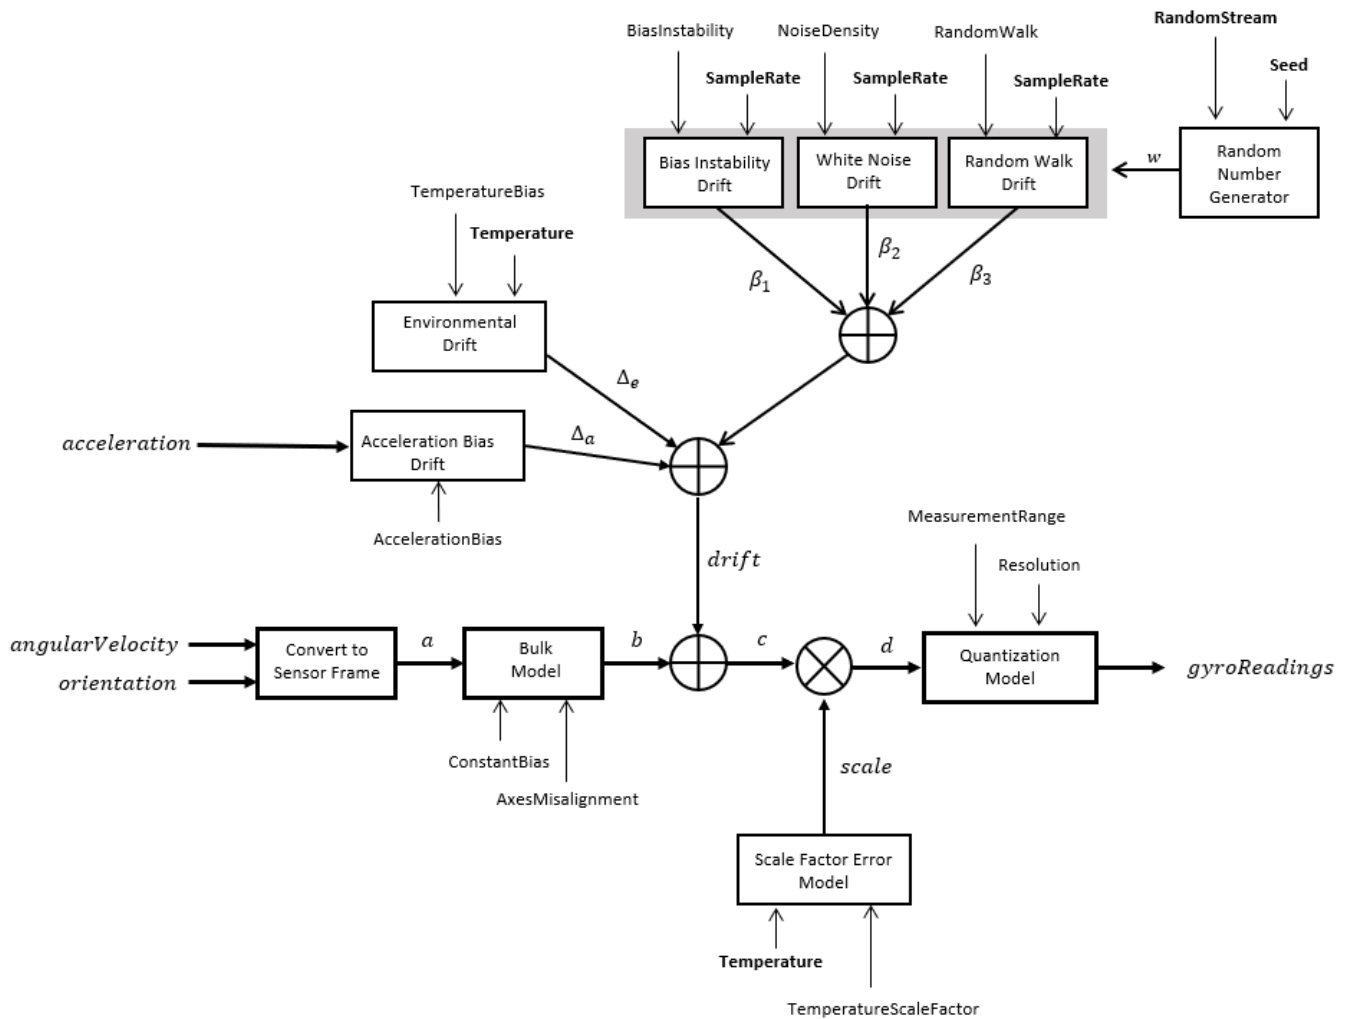 RandomStream
BiasInstability
NoiseDensity
RandomWalk
SampleRate
SampleRate
SampleRate
Seed
Bias Instability
Drift
White Noise
Drift
Random Walk
Drift
w
Random
Number
Generator
TemperatureBias
Temperature
β₁
β₂
β₃
Environmental
Drift
Δₑ
acceleration
Acceleration Bias
Drift
Δₐ
AccelerationBias
drift
MeasurementRange
Resolution
angularVelocity
orientation
Convert to
Sensor Frame
a
Bulk
Model
b
c
d
Quantization
Model
gyroReadings
ConstantBias
AxesMisalignment
scale
Scale Factor Error
Model
Temperature
TemperatureScaleFactor